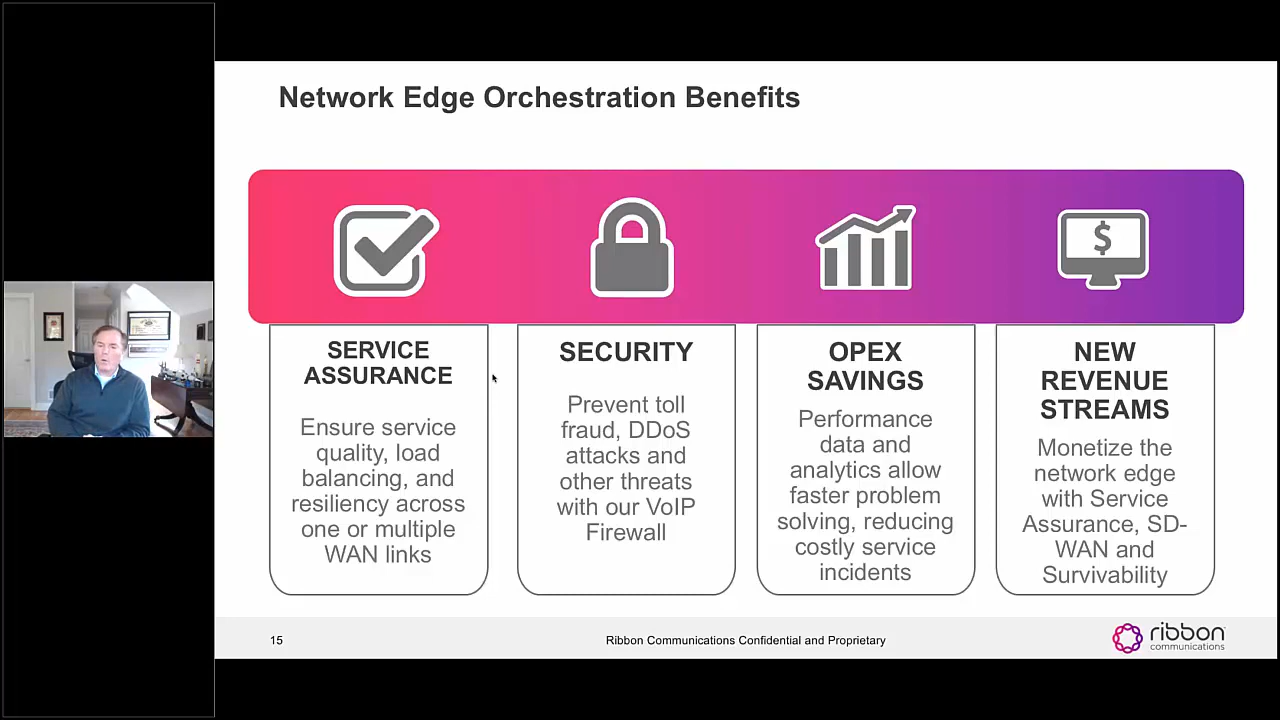 Network Edge Orchestration Benefits
$
SERVICE
ASSURANCE
Ensure service
quality, load
balancing, and
resiliency across
one or multiple
WAN links
SECURITY
Prevent toll
fraud, DDoS
attacks and
other threats
with our VoIP
Firewall
OPEX
SAVINGS
Performance
data and
analytics allow
faster problem
solving, reducing
costly service
incidents
NEW
REVENUE
STREAMS
Monetize the
network edge
with Service
Assurance, SD-
WAN and
Survivability
15
Ribbon Communications Confidential and Proprietary
ribbon
communications